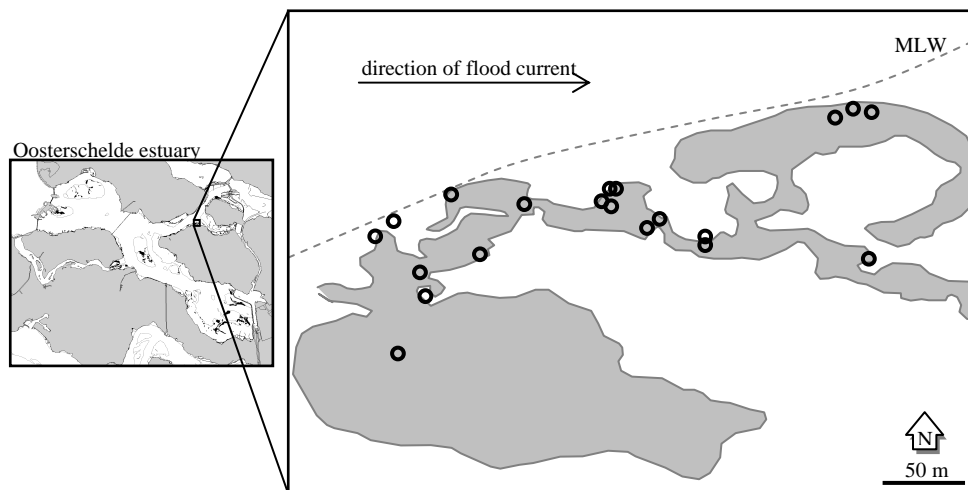 MLW
direction of flood current
Oosterschelde estuary
N
50 m